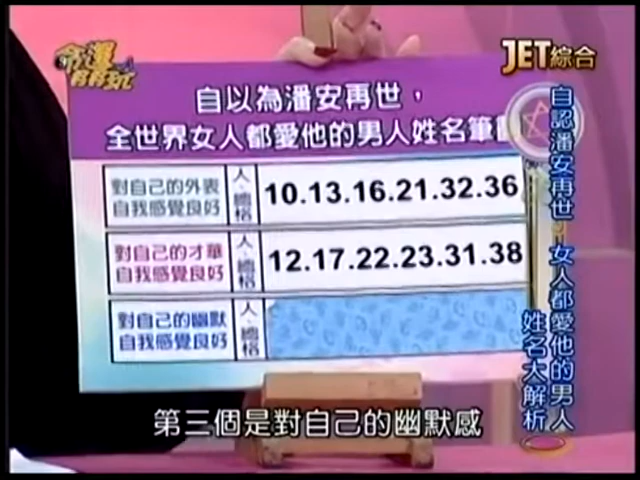 命運好好玩
JET綜合
自以為潘安再世，
全世界女人都愛他的男人姓名筆
對自己的外表
自我感覺良好
人、總格
10.13.16.21.32.36
對自己的才華
自我感覺良好
人、總格
12.17.22.23.31.38
對自己的幽默
自我感覺良好
人、總格
自認潘安再世
女人都愛他的男人
姓名大解析
第三個是對自己的幽默感